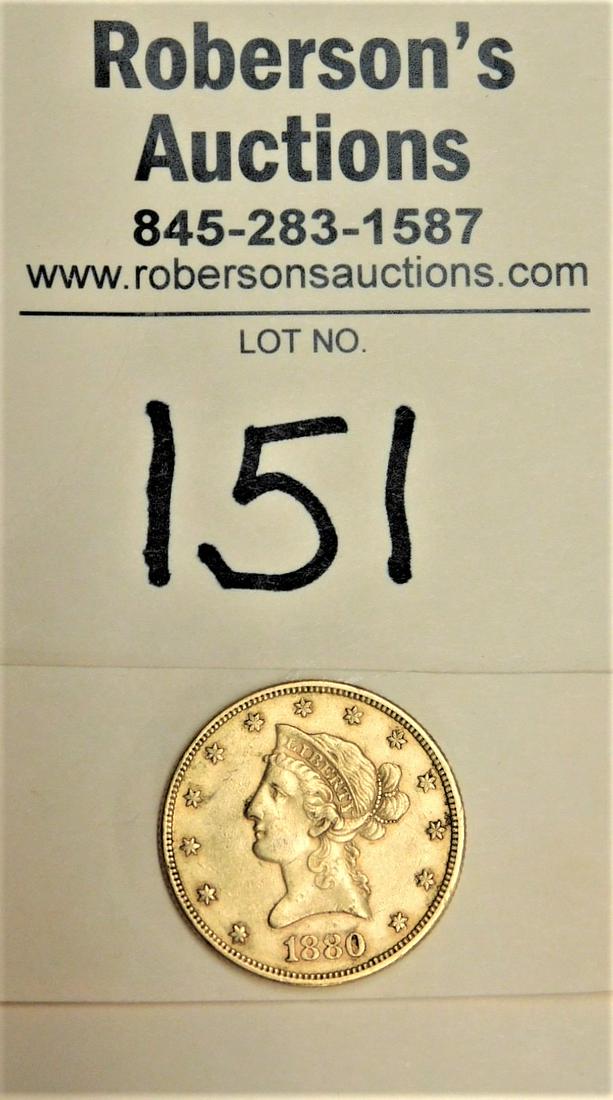 Roberson's
Auctions
845-283-1587
www.robersonsauctions.com
LOT NO.
151
LIBERTY
1880